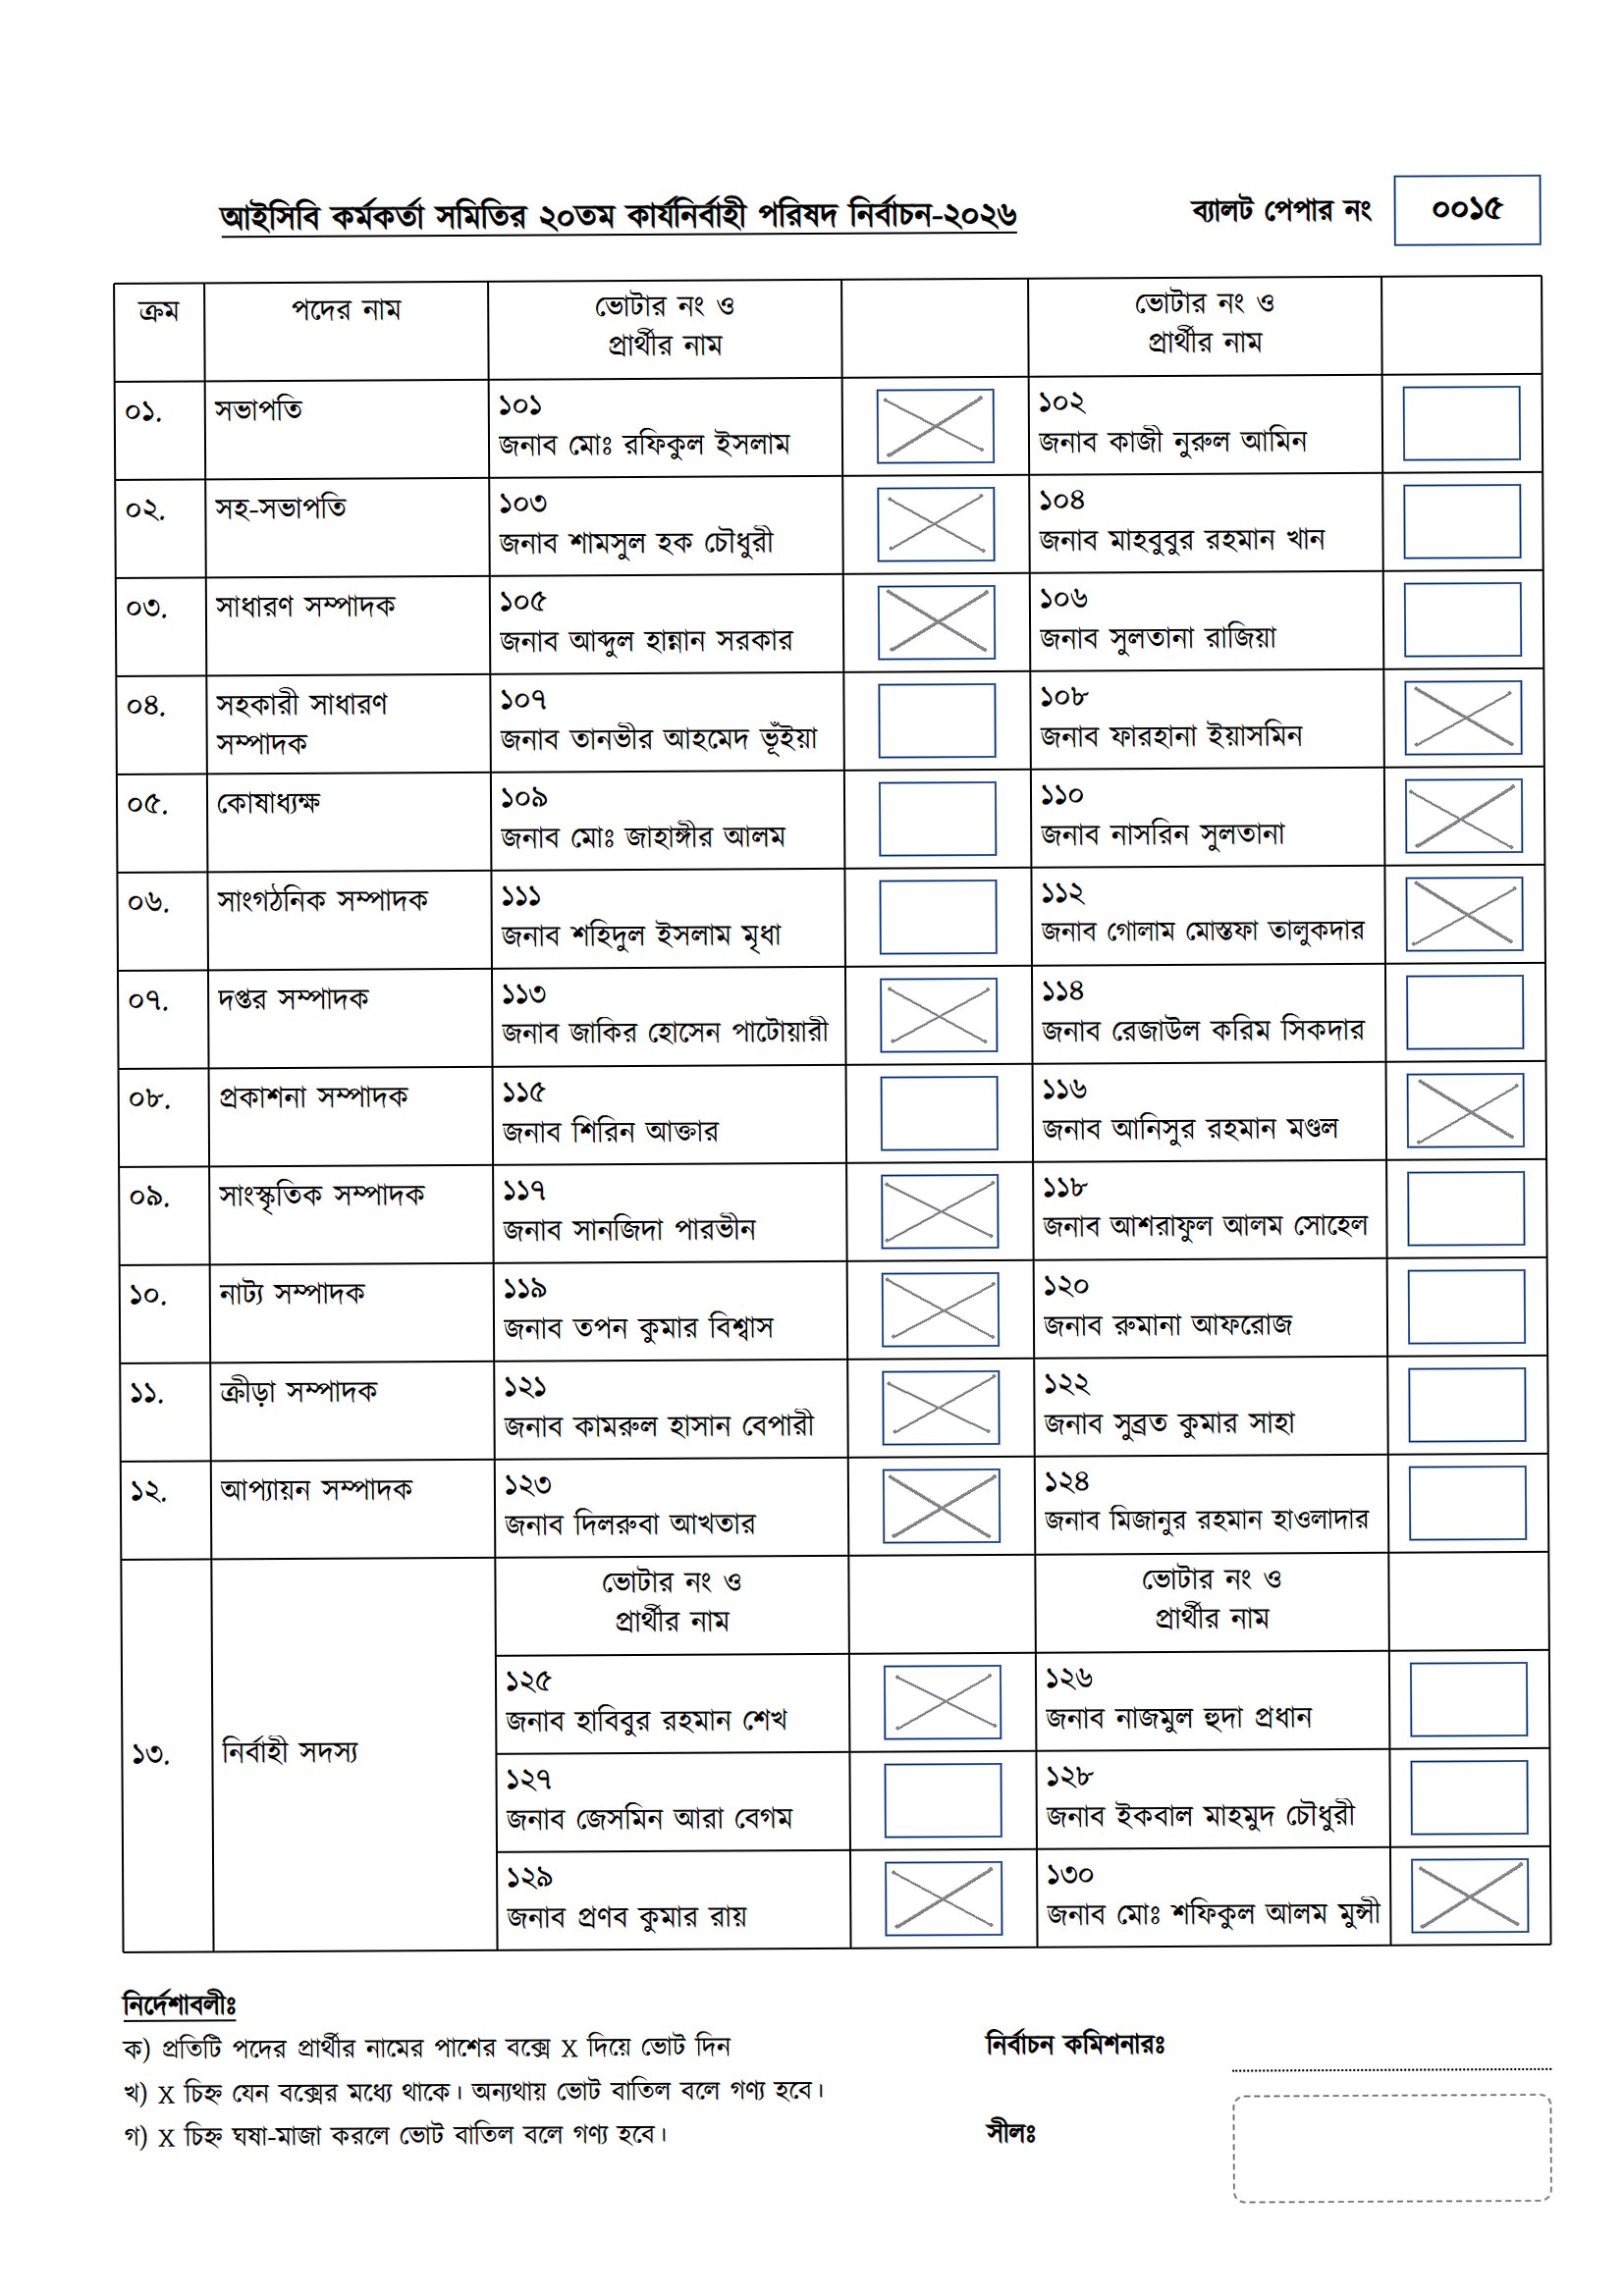 আইসিবি কর্মকর্তা সমিতির ২০তম কার্যনির্বাহী পরিষদ নির্বাচন-২০২৬
ব্যালট পেপার নং ০০১৫
ক্রম পদের নাম ভোটার নং ও ভোটার নং ও
প্রার্থীর নাম প্রার্থীর নাম
০১. সভাপতি ১০১ ১০২
জনাব মোঃ রফিকুল ইসলাম জনাব কাজী নুরুল আমিন
০২. সহ-সভাপতি ১০৩ ১০৪
জনাব শামসুল হক চৌধুরী জনাব মাহবুবুর রহমান খান
০৩. সাধারণ সম্পাদক ১০৫ ১০৬
জনাব আব্দুল হান্নান সরকার জনাব সুলতানা রাজিয়া
০৪. সহকারী সাধারণ ১০৭ ১০৮
সম্পাদক জনাব তানভীর আহমেদ ভূঁইয়া জনাব ফারহানা ইয়াসমিন
০৫. কোষাধ্যক্ষ ১০৯ ১১০
জনাব মোঃ জাহাঙ্গীর আলম জনাব নাসরিন সুলতানা
০৬. সাংগঠনিক সম্পাদক ১১১ ১১২
জনাব শহিদুল ইসলাম মৃধা জনাব গোলাম মোস্তফা তালুকদার
০৭. দপ্তর সম্পাদক ১১৩ ১১৪
জনাব জাকির হোসেন পাটোয়ারী জনাব রেজাউল করিম সিকদার
০৮. প্রকাশনা সম্পাদক ১১৫ ১১৬
জনাব শিরিন আক্তার জনাব আনিসুর রহমান মণ্ডল
০৯. সাংস্কৃতিক সম্পাদক ১১৭ ১১৮
জনাব সানজিদা পারভীন জনাব আশরাফুল আলম সোহেল
১০. নাট্য সম্পাদক ১১৯ ১২০
জনাব তপন কুমার বিশ্বাস জনাব রুমানা আফরোজ
১১. ক্রীড়া সম্পাদক ১২১ ১২২
জনাব কামরুল হাসান বেপারী জনাব সুব্রত কুমার সাহা
১২. আপ্যায়ন সম্পাদক ১২৩ ১২৪
জনাব দিলরুবা আখতার জনাব মিজানুর রহমান হাওলাদার
ভোটার নং ও ভোটার নং ও
প্রার্থীর নাম প্রার্থীর নাম
১২৫ ১২৬
জনাব হাবিবুর রহমান শেখ জনাব নাজমুল হুদা প্রধান
১৩. নির্বাহী সদস্য
১২৭ ১২৮
জনাব জেসমিন আরা বেগম জনাব ইকবাল মাহমুদ চৌধুরী
১২৯ ১৩০
জনাব প্রণব কুমার রায় জনাব মোঃ শফিকুল আলম মুন্সী
নির্দেশাবলীঃ
ক) প্রতিটি পদের প্রার্থীর নামের পাশের বক্সে x দিয়ে ভোট দিন
খ) x চিহ্ন যেন বক্সের মধ্যে থাকে। অন্যথায় ভোট বাতিল বলে গণ্য হবে।
গ) x চিহ্ন ঘষা-মাজা করলে ভোট বাতিল বলে গণ্য হবে।
নির্বাচন কমিশনারঃ
সীলঃ